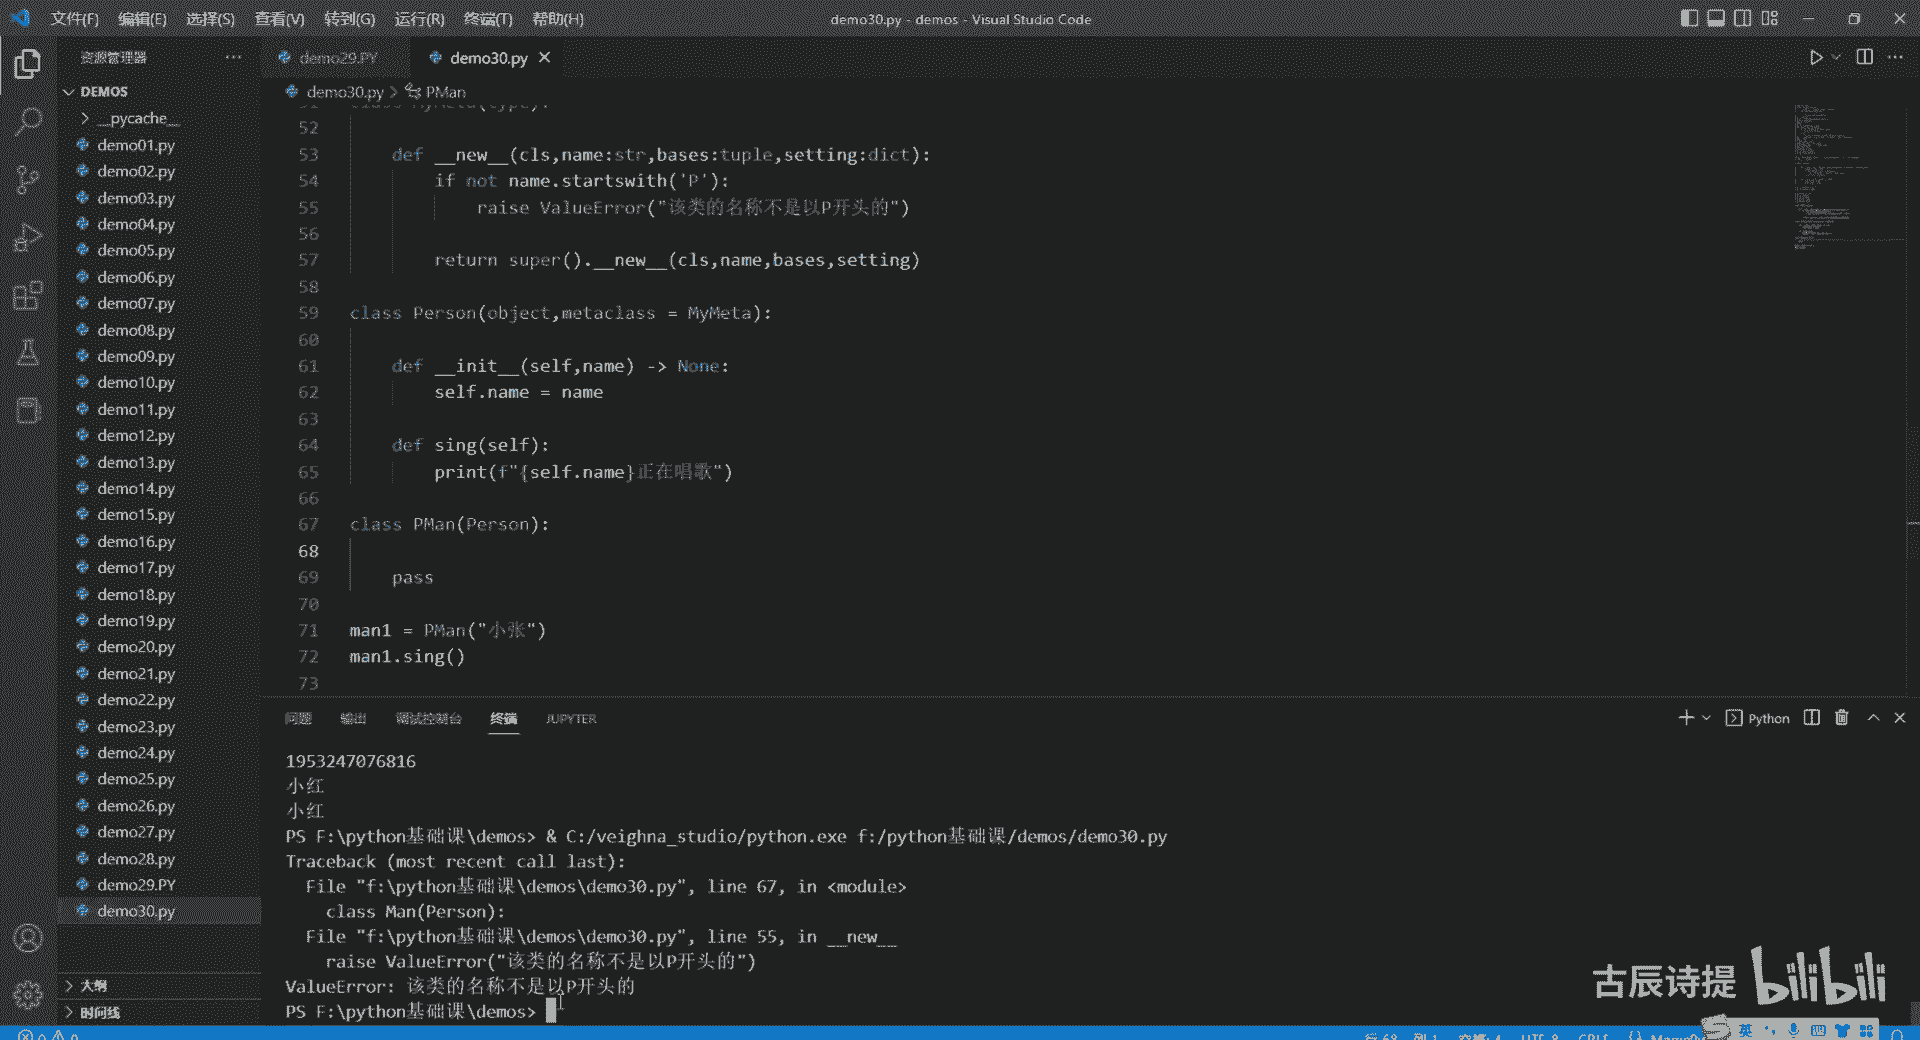 文件(F) 编辑(E) 选择(S) 查看(V) 转到(G) 运行(R) 终端(T) 帮助(H)
demo30.py - demos - Visual Studio Code
资源管理器
DEMOS
__pycache__
demo01.py
demo02.py
demo03.py
demo04.py
demo05.py
demo06.py
demo07.py
demo08.py
demo09.py
demo10.py
demo11.py
demo12.py
demo13.py
demo14.py
demo15.py
demo16.py
demo17.py
demo18.py
demo19.py
demo20.py
demo21.py
demo22.py
demo23.py
demo24.py
demo25.py
demo26.py
demo27.py
demo28.py
demo29.PY
demo30.py
大纲
时间线
demo29.PY demo30.py
demo30.py > PMan
51 class MyMeta(type):
52
53 def __new__(cls,name:str,bases:tuple,setting:dict):
54 if not name.startswith('P'):
55 raise ValueError("该类的名称不是以P开头的")
56
57 return super().__new__(cls,name,bases,setting)
58
59 class Person(object,metaclass = MyMeta):
60
61 def __init__(self,name) -> None:
62 self.name = name
63
64 def sing(self):
65 print(f"{self.name}正在唱歌")
66
67 class PMan(Person):
68
69 pass
70
71 man1 = PMan("小张")
72 man1.sing()
73
问题 输出 调试控制台 终端 JUPYTER
Python
1953247076816
小红
小红
PS F:\python基础课\demos> & C:/veighna_studio/python.exe f:/python基础课/demos/demo30.py
Traceback (most recent call last):
File "f:\python基础课\demos\demo30.py", line 67, in <module>
class Man(Person):
File "f:\python基础课\demos\demo30.py", line 55, in __new__
raise ValueError("该类的名称不是以P开头的")
ValueError: 该类的名称不是以P开头的
PS F:\python基础课\demos>
古辰诗提 bilibili
英